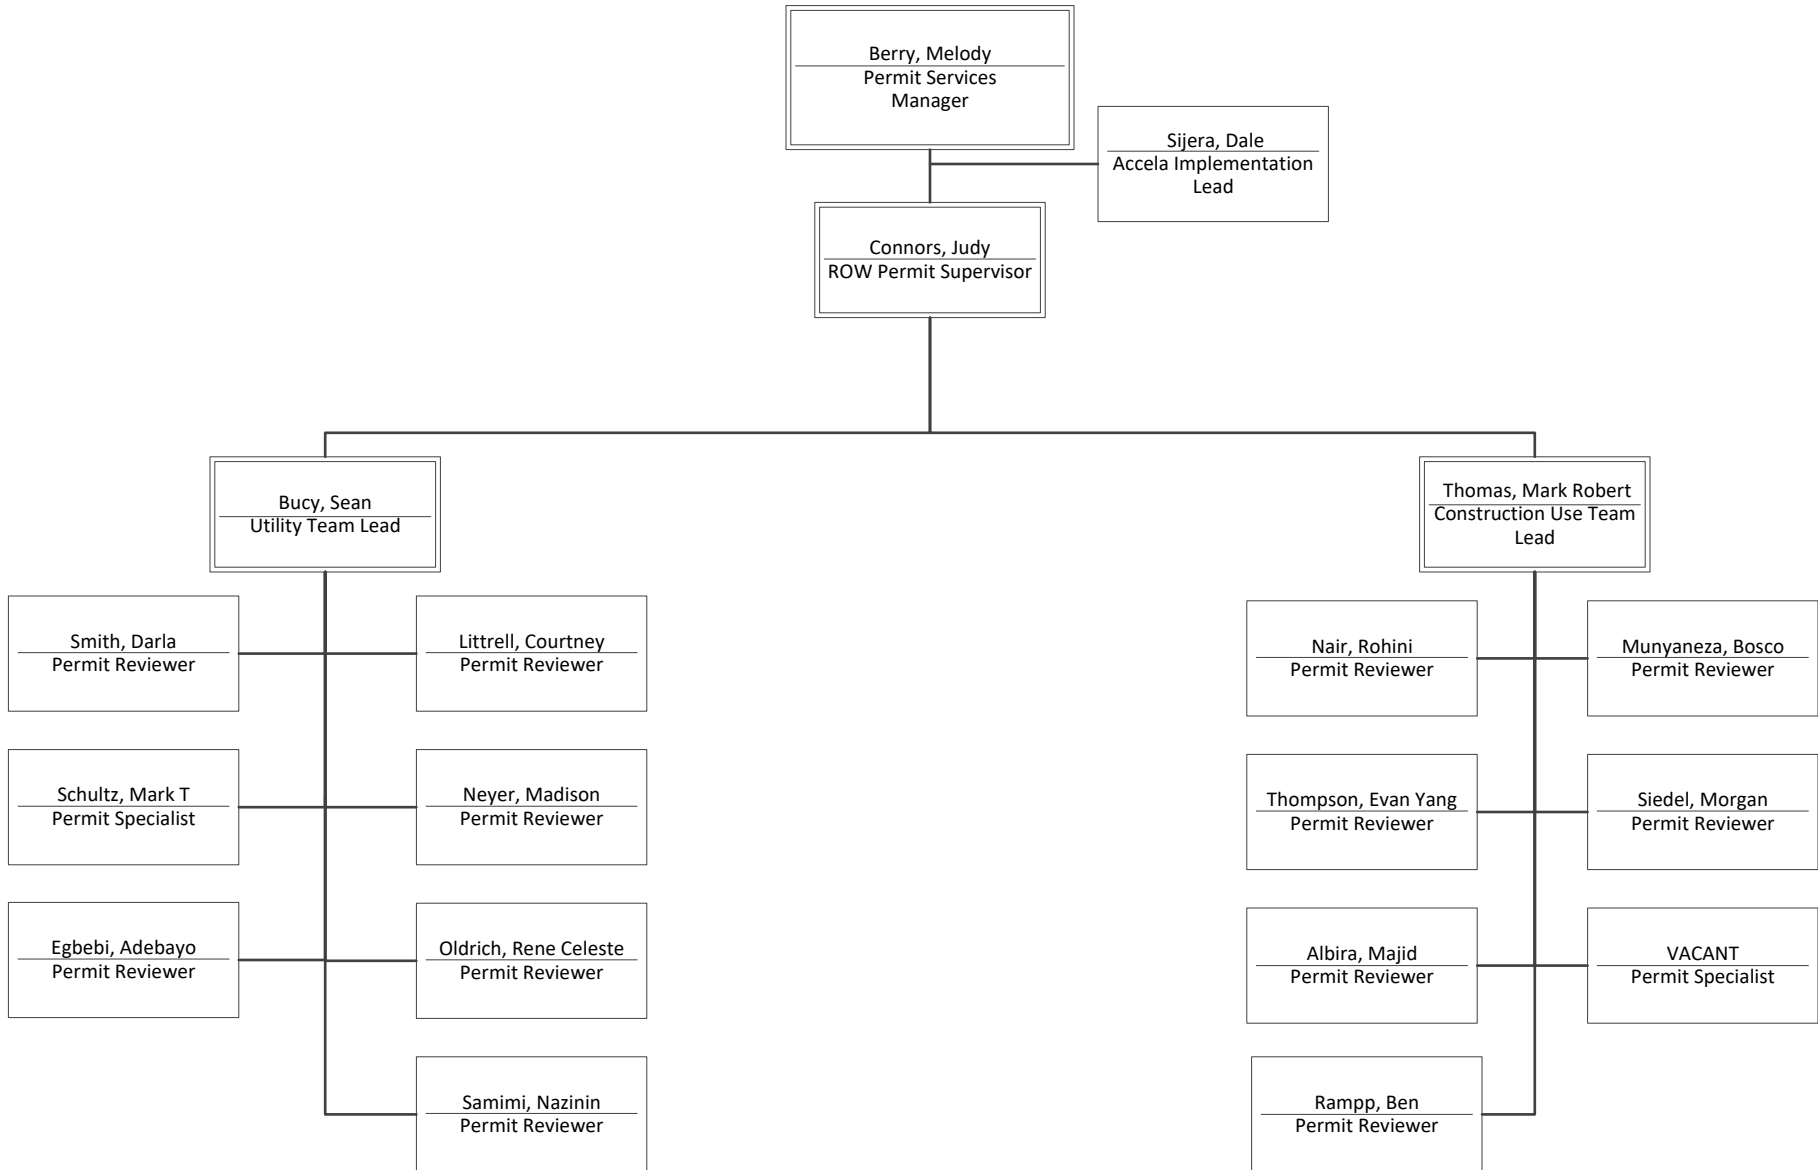 Berry, Melody
Permit Services
Manager
Sijera, Dale
Accela Implementation
Lead
Connors, Judy
ROW Permit Supervisor
Bucy, Sean
Utility Team Lead
Thomas, Mark Robert
Construction Use Team
Lead
Smith, Darla
Permit Reviewer
Littrell, Courtney
Permit Reviewer
Nair, Rohini
Permit Reviewer
Munyaneza, Bosco
Permit Reviewer
Schultz, Mark T
Permit Specialist
Neyer, Madison
Permit Reviewer
Thompson, Evan Yang
Permit Reviewer
Siedel, Morgan
Permit Reviewer
Egbebi, Adebayo
Permit Reviewer
Oldrich, Rene Celeste
Permit Reviewer
Albira, Majid
Permit Reviewer
VACANT
Permit Specialist
Samimi, Nazinin
Permit Reviewer
Rampp, Ben
Permit Reviewer